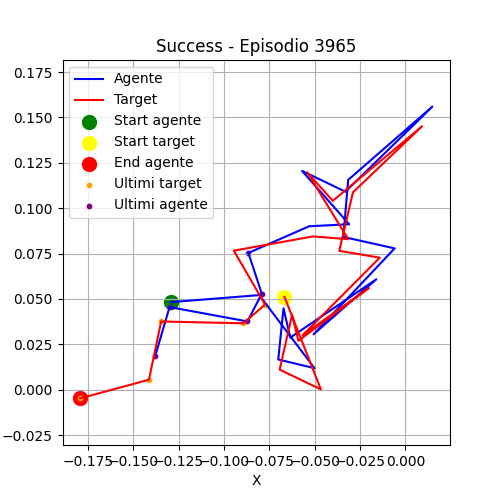 Success - Episodio 3965
Agente
Target
Start agente
Start target
End agente
Ultimi target
Ultimi agente
0.175
0.150
0.125
0.100
0.075
0.050
0.025
0.000
−0.025
−0.175−0.150−0.125−0.100−0.075−0.050−0.025 0.000
X